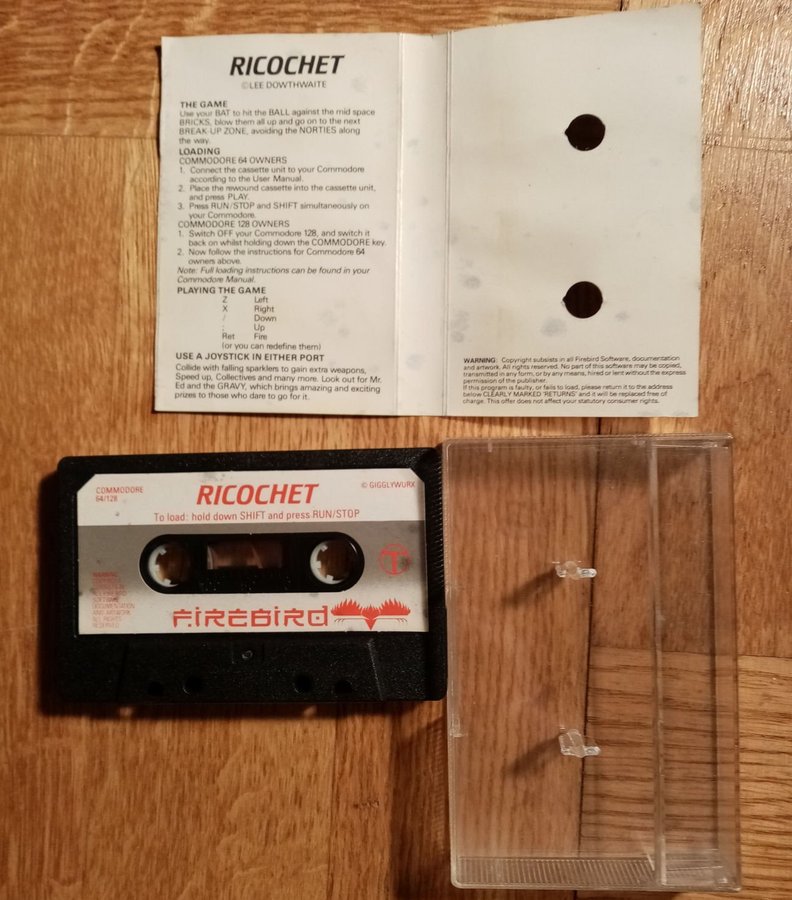 RICOCHET
©LEE DOWTHWAITE
THE GAME
Use your BAT to hit the BALL against the mid space
BRICKS, blow them all up and go on to the next
BREAK-UP ZONE, avoiding the NORTIES along
the way.
LOADING
COMMODORE 64 OWNERS
1. Connect the cassette unit to your Commodore
according to the User Manual.
2. Place the rewound cassette into the cassette unit,
and press PLAY.
3. Press RUN/STOP and SHIFT simultaneously on
your Commodore.
COMMODORE 128 OWNERS
1. Switch OFF your Commodore 128, and switch it
back on whilst holding down the COMMODORE key.
2. Now follow the instructions for Commodore 64
owners above.
Note: Full loading instructions can be found in your
Commodore Manual.
PLAYING THE GAME
Z Left
X Right
/ Down
; Up
Ret Fire
(or you can redefine them)
USE A JOYSTICK IN EITHER PORT
Collide with falling sparklers to gain extra weapons,
Speed up, Collectives and many more. Look out for Mr.
Ed and the GRAVY, which brings amazing and exciting
prizes to those who dare to go for it.
WARNING: Copyright subsists in all Firebird Software, documentation
and artwork. All rights reserved. No part of this software may be copied,
transmitted in any form, or by any means, hired or lent without the express
permission of the publisher.
If this program is faulty, or fails to load, please return it to the address
below CLEARLY MARKED 'RETURNS' and it will be replaced free of
charge. This offer does not affect your statutory consumer rights.
COMMODORE
64/128
RICOCHET
© GIGGLYWURX
To load: hold down SHIFT and press RUN/STOP
WARNING
SOFTWARE
DOCUMENTATION
AND ARTWORK
ALL RIGHTS
RESERVED
FIREBIRD